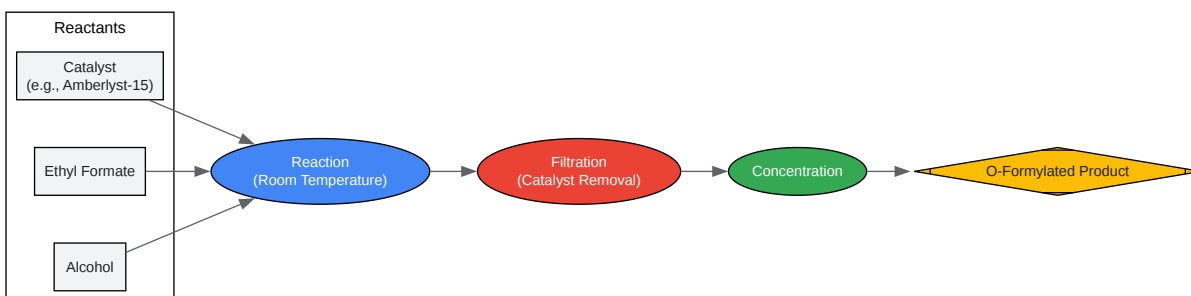 Reactants
Catalyst
(e.g., Amberlyst-15)
Ethyl Formate
Alcohol
Reaction
(Room Temperature)
Filtration
(Catalyst Removal)
Concentration
O-Formylated Product